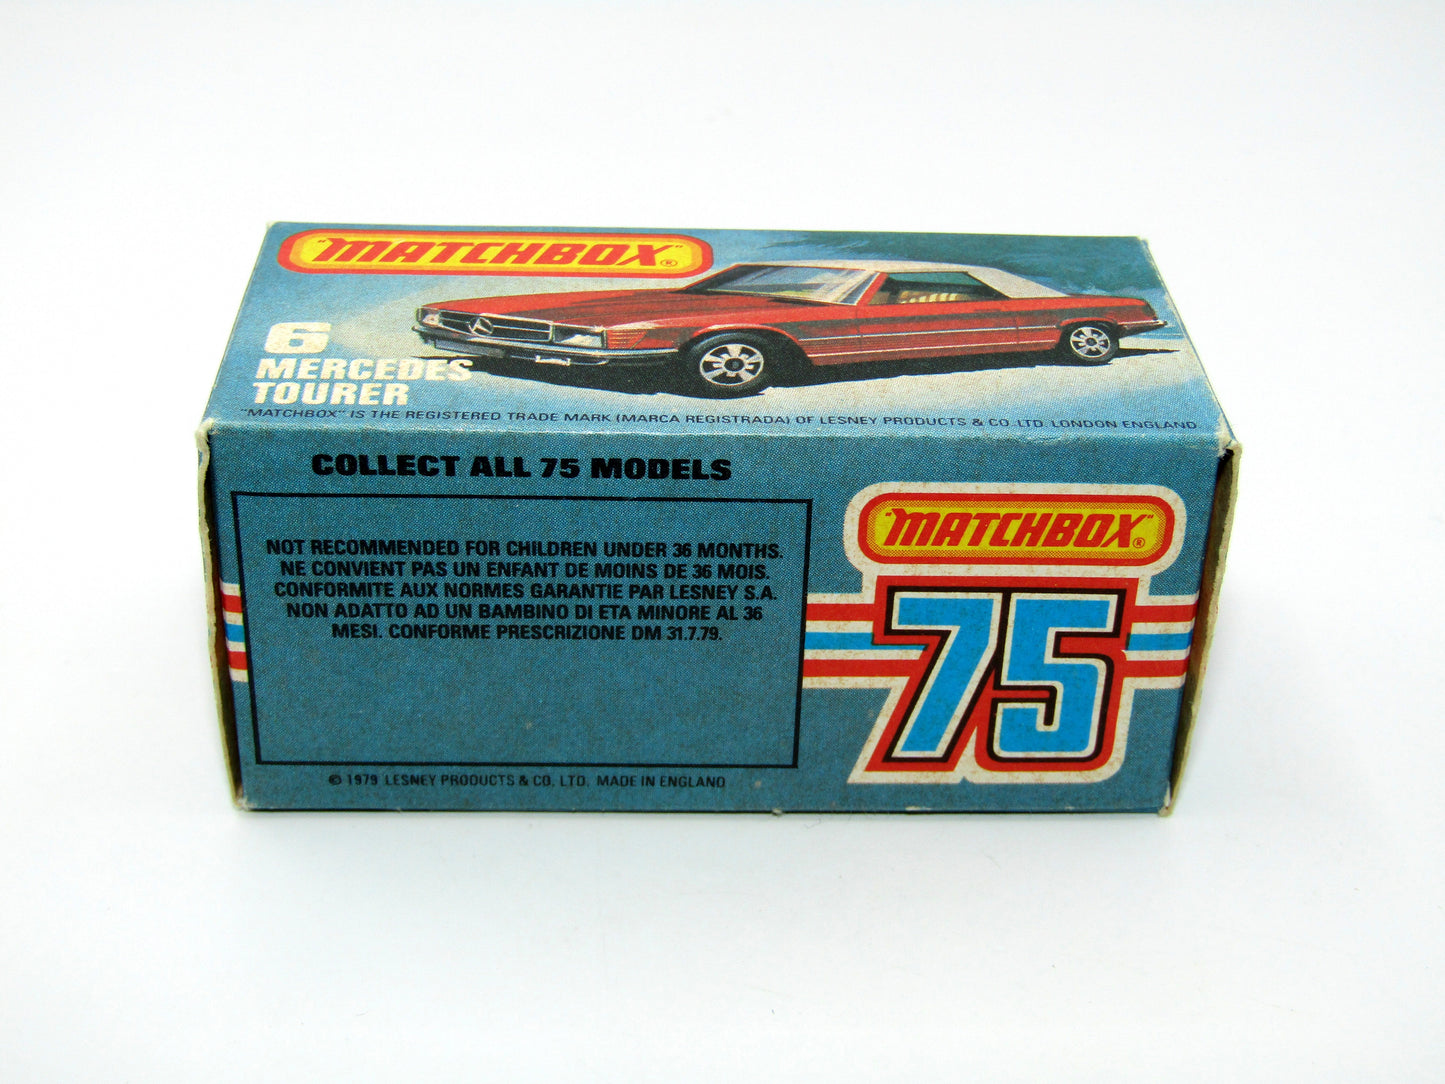 "MATCHBOX"®
6
MERCEDES
TOURER
"MATCHBOX" IS THE REGISTERED TRADE MARK (MARCA REGISTRADA) OF LESNEY PRODUCTS & CO. LTD. LONDON ENGLAND
COLLECT ALL 75 MODELS
NOT RECOMMENDED FOR CHILDREN UNDER 36 MONTHS.
NE CONVIENT PAS UN ENFANT DE MOINS DE 36 MOIS.
CONFORMITE AUX NORMES GARANTIE PAR LESNEY S.A.
NON ADATTO AD UN BAMBINO DI ETA MINORE AL 36
MESI. CONFORME PRESCRIZIONE DM 31.7.79.
© 1979 LESNEY PRODUCTS & CO. LTD. MADE IN ENGLAND
"MATCHBOX"®
75